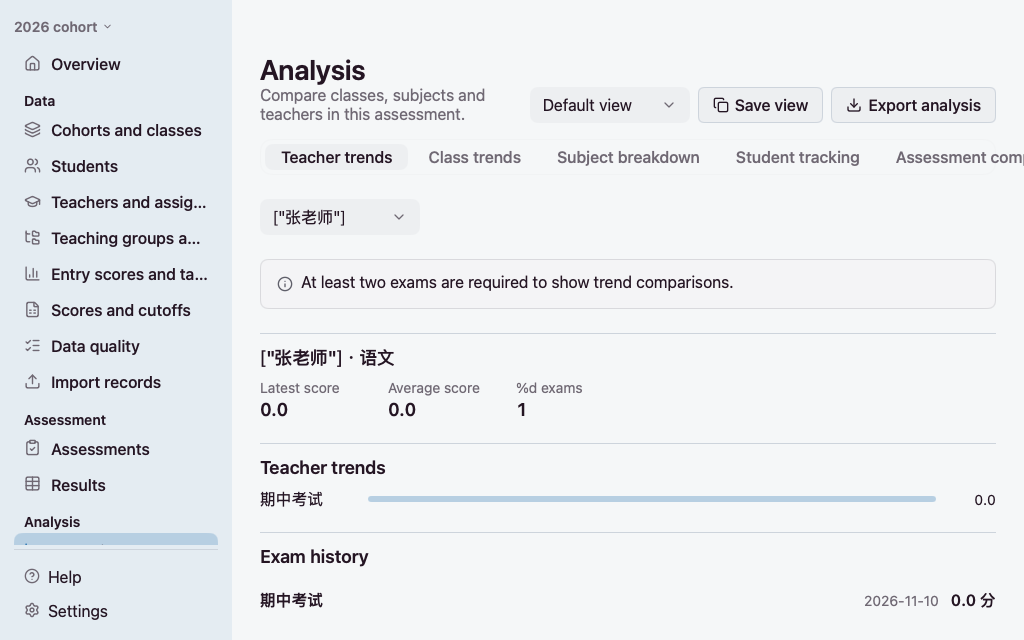 2026 cohort
Overview
Data
Cohorts and classes
Students
Teachers and assig...
Teaching groups a...
Entry scores and ta...
Scores and cutoffs
Data quality
Import records
Assessment
Assessments
Results
Analysis
Help
Settings
Analysis
Compare classes, subjects and
teachers in this assessment.
Default view
Save view
Export analysis
Teacher trends
Class trends
Subject breakdown
Student tracking
Assessment com
["张老师"]
At least two exams are required to show trend comparisons.
["张老师"] · 语文
Latest score
Average score
%d exams
0.0
0.0
1
Teacher trends
期中考试
0.0
Exam history
期中考试
2026-11-10
0.0 分